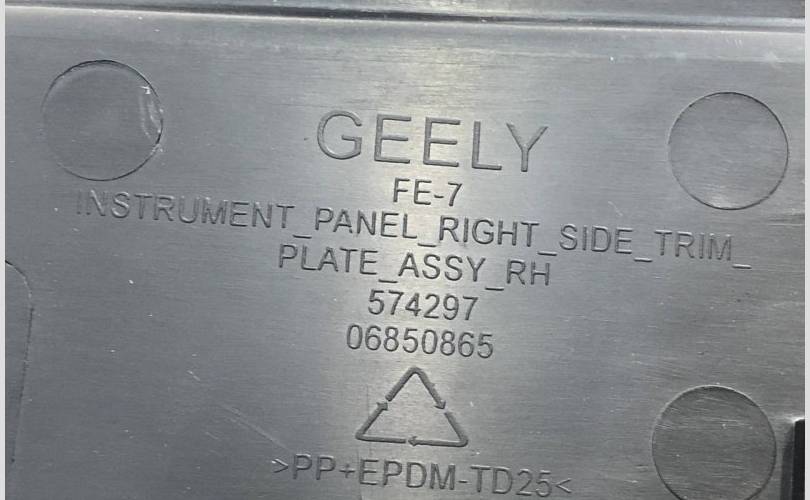 GEELY
FE-7
INSTRUMENT_PANEL_RIGHT_SIDE_TRIM_
PLATE_ASSY_RH
574297
06850865
>PP+EPDM-TD25<